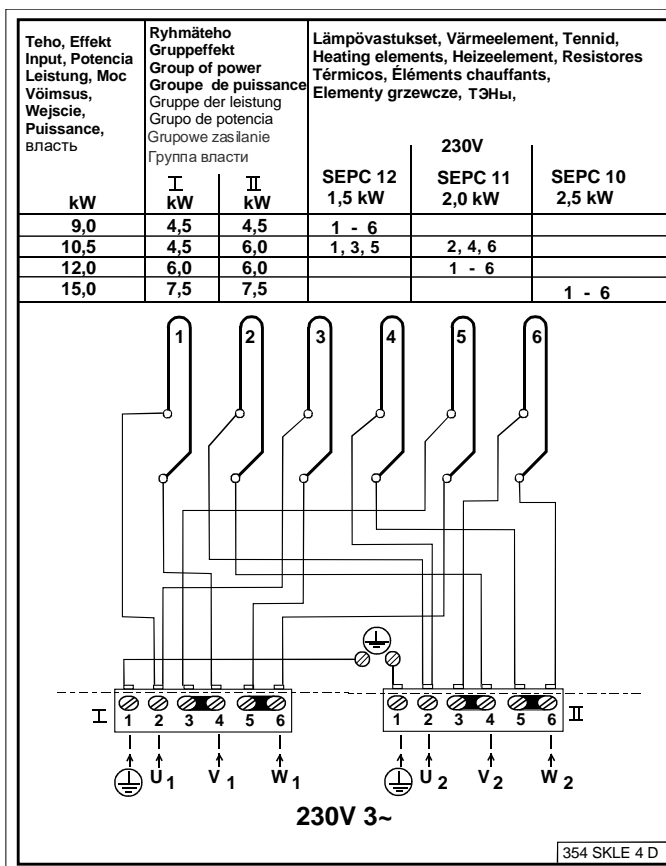 Teho, Effekt
Input, Potencia
Leistung, Moc
Vöimsus,
Wejscie,
Puissance,
власть
kW
Ryhmäteho
Gruppeffekt
Group of power
Groupe de puissance
Gruppe der leistung
Grupo de potencia
Grupowe zasilanie
Группа власти
I
kW
II
kW
Lämpövastukset, Värmeelement, Tennid,
Heating elements, Heizeelement, Resistores
Térmicos, Éléments chauffants,
Elementy grzewcze, ТЭНы,
230V
SEPC 12
1,5 kW
SEPC 11
2,0 kW
SEPC 10
2,5 kW
9,0 4,5 4,5 1 - 6
10,5 4,5 6,0 1, 3, 5 2, 4, 6
12,0 6,0 6,0 1 - 6
15,0 7,5 7,5 1 - 6
1 2 3 4 5 6
I 1 2 3 4 5 6
1 2 3 4 5 6 II
U1 V1 W1
U2 V2 W2
230V 3~
354 SKLE 4 D